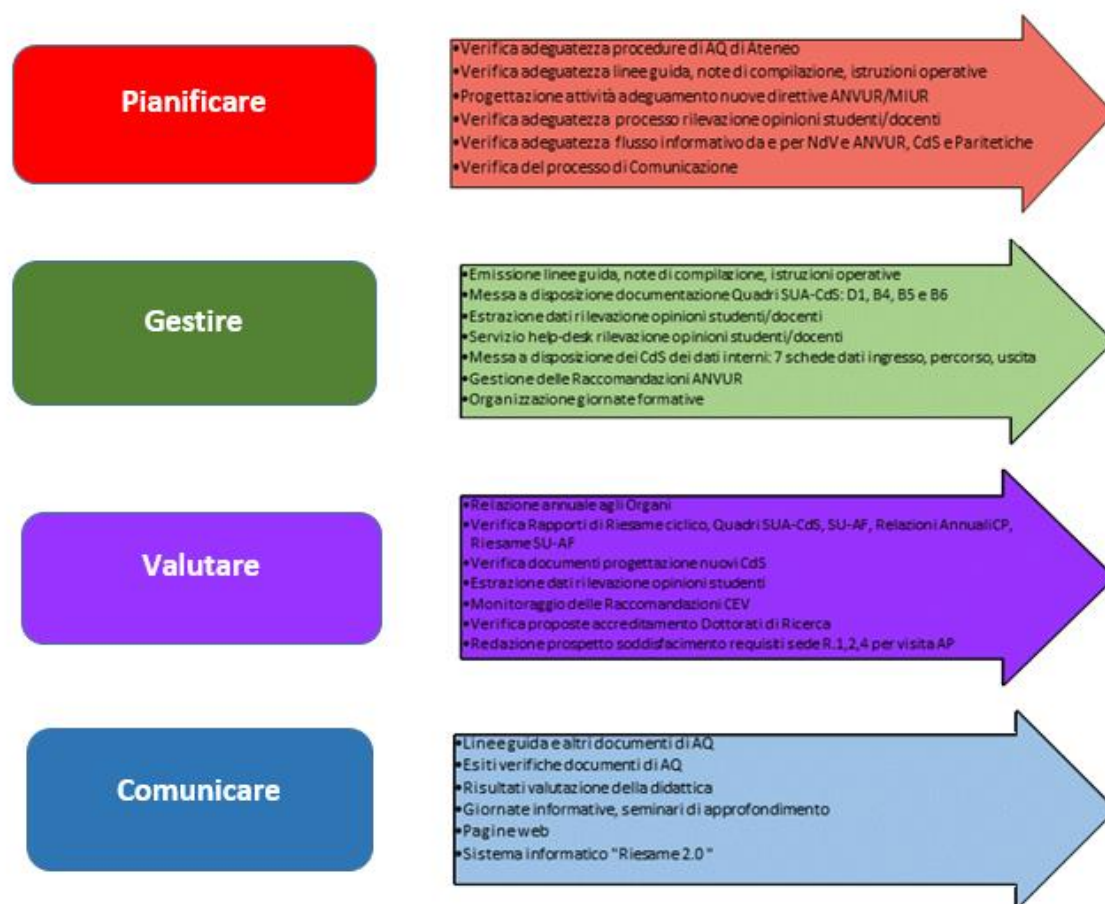 Pianificare
•Verifica adeguatezza procedure di AQ di Ateneo
•Verifica adeguatezza linee guida, note di compilazione, istruzioni operative
•Progettazione attività adeguamento nuove direttive ANVUR/MIUR
•Verifica adeguatezza processo rilevazione opinioni studenti/docenti
•Verifica adeguatezza flusso informativo da e per NdV e ANVUR, CdS e Paritetiche
•Verifica del processo di Comunicazione
Gestire
•Emissione linee guida, note di compilazione, istruzioni operative
•Messa a disposizione documentazione Quadri SUA-CdS: D1, B4, B5 e B6
•Estrazione dati rilevazione opinioni studenti/docenti
•Servizio help-desk rilevazione opinioni studenti/docenti
•Messa a disposizione dei CdS dei dati interni: 7 schede dati ingresso, percorso, uscita
•Gestione delle Raccomandazioni ANVUR
•Organizzazione giornate formative
Valutare
•Relazione annuale agli Organi
•Verifica Rapporti di Riesame ciclico, Quadri SUA-CdS, SU-AF, Relazioni Annuali CP,
Riesame SU-AF
•Verifica documenti progettazione nuovi CdS
•Estrazione dati rilevazione opinioni studenti
•Monitoraggio delle Raccomandazioni CEV
•Verifica proposte accreditamento Dottorati di Ricerca
•Redazione prospetto soddisfacimento requisiti sede R.1,2,4 per visita AP
Comunicare
•Linee guida e altri documenti di AQ
•Esiti verifiche documenti di AQ
•Risultati valutazione della didattica
•Giornate informative, seminari di approfondimento
•Pagine web
•Sistema informatico "Riesame 2.0 "